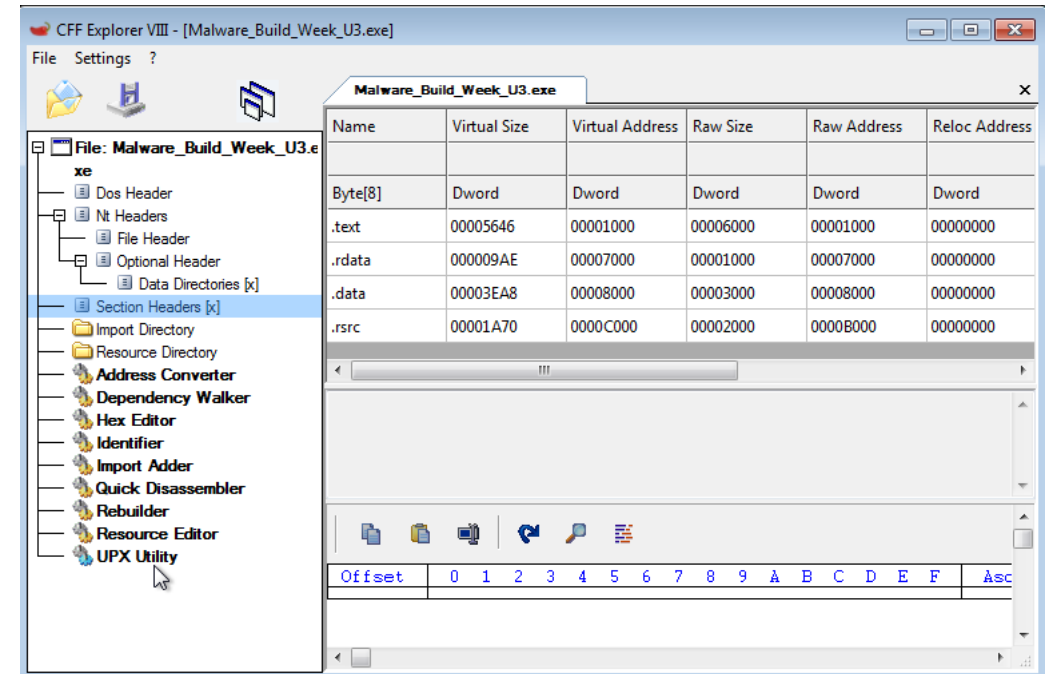 CFF Explorer VIII - [Malware_Build_Week_U3.exe]
File Settings ?
Malware_Build_Week_U3.exe
File: Malware_Build_Week_U3.e
xe
Dos Header
Nt Headers
File Header
Optional Header
Data Directories [x]
Section Headers [x]
Import Directory
Resource Directory
Address Converter
Dependency Walker
Hex Editor
Identifier
Import Adder
Quick Disassembler
Rebuilder
Resource Editor
UPX Utility
Name Virtual Size Virtual Address Raw Size Raw Address Reloc Address
Byte[8] Dword Dword Dword Dword Dword
.text 00005646 00001000 00006000 00001000 00000000
.rdata 000009AE 00007000 00001000 00007000 00000000
.data 00003EA8 00008000 00003000 00008000 00000000
.rsrc 00001A70 0000C000 00002000 0000B000 00000000
Offset 0 1 2 3 4 5 6 7 8 9 A B C D E F Asc